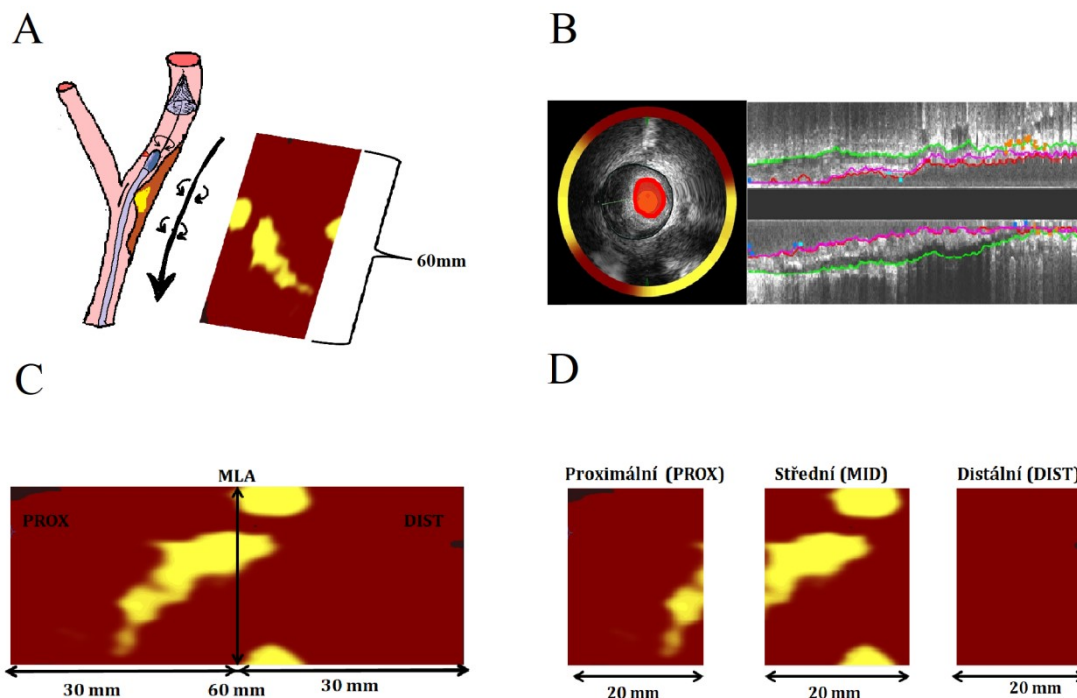 A
60mm
B
C
MLA
PROX
DIST
30 mm
60 mm
30 mm
D
Proximální (PROX)
Střední (MID)
Distální (DIST)
20 mm
20 mm
20 mm